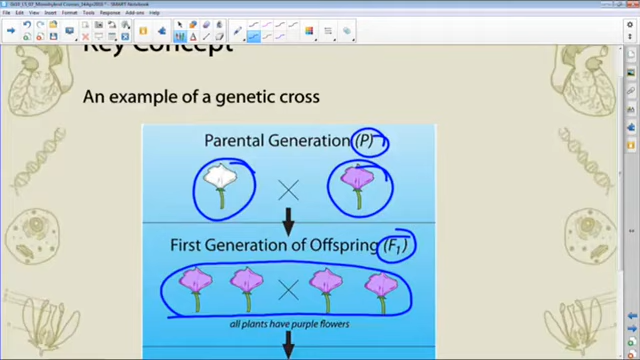 File Edit View Insert Format Tools Add-ons Help
Key Concept
An example of a genetic cross
Parental Generation (P)
First Generation of Offspring (F1)
all plants have purple flowers